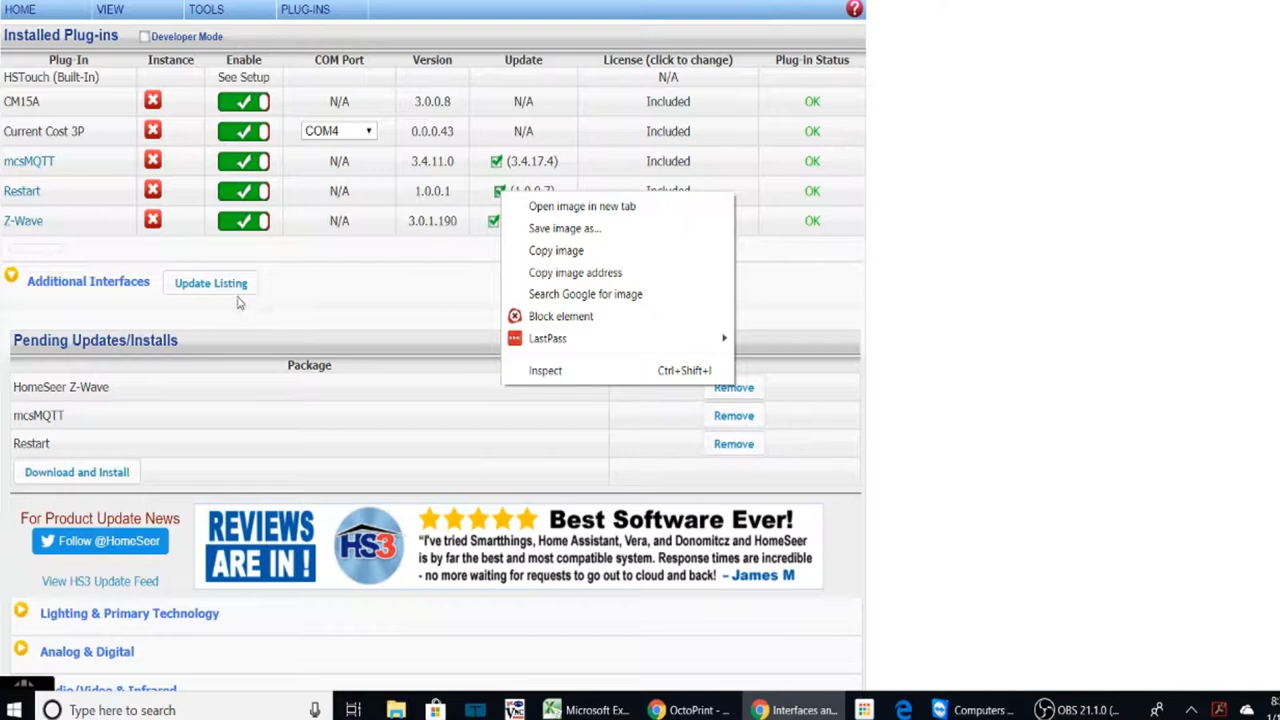 HOME VIEW TOOLS PLUG-INS
Installed Plug-ins Developer Mode
Plug-In Instance Enable COM Port Version Update License (click to change) Plug-in Status
HSTouch (Built-In) See Setup N/A
CM15A N/A 3.0.0.8 N/A Included OK
Current Cost 3P COM4 0.0.0.43 N/A Included OK
mcsMQTT N/A 3.4.11.0 (3.4.17.4) Included OK
Restart N/A 1.0.0.1 Included OK
Z-Wave N/A 3.0.1.190 OK
Open image in new tab
Save image as...
Copy image
Copy image address
Search Google for image
Block element
LastPass
Inspect Ctrl+Shift+I
Additional Interfaces Update Listing
Pending Updates/Installs
Package
HomeSeer Z-Wave Remove
mcsMQTT Remove
Restart Remove
Download and Install
For Product Update News
Follow @HomeSeer
View HS3 Update Feed
REVIEWS
ARE IN !
HS3
Best Software Ever!
"I've tried Smartthings, Home Assistant, Vera, and Donomitcz and HomeSeer
is by far the best and most compatible system. Response times are incredible
- no more waiting for requests to go out to cloud and back! - James M
Lighting & Primary Technology
Analog & Digital
Type here to search Microsoft Ex... OctoPrint - ... Interfaces an... Computers ... OBS 21.1.0 (...